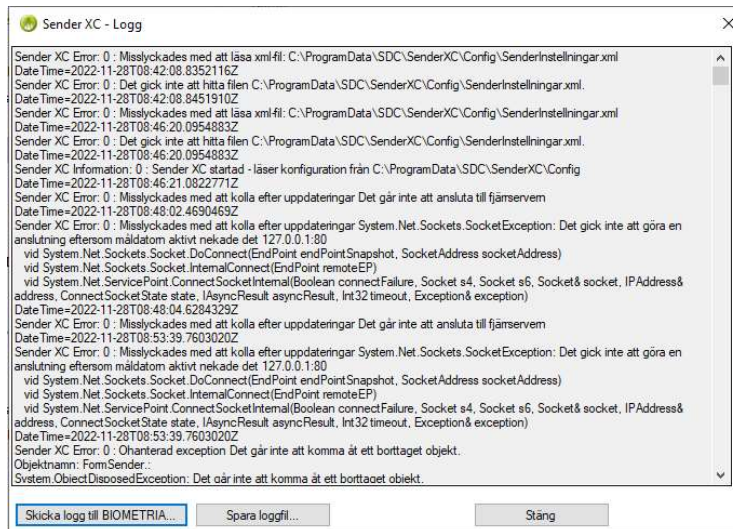 Sender XC - Logg
Sender XC Error: 0 : Misslyckades med att läsa xml-fil: C:\ProgramData\SDC\SenderXC\Config\SenderInstellningar.xml
DateTime=2022-11-28T08:42:08.8352116Z
Sender XC Error: 0 : Det gick inte att hitta filen C:\ProgramData\SDC\SenderXC\Config\SenderInstellningar.xml.
DateTime=2022-11-28T08:42:08.8451910Z
Sender XC Error: 0 : Misslyckades med att läsa xml-fil: C:\ProgramData\SDC\SenderXC\Config\SenderInstellningar.xml
DateTime=2022-11-28T08:46:20.0954883Z
Sender XC Error: 0 : Det gick inte att hitta filen C:\ProgramData\SDC\SenderXC\Config\SenderInstellningar.xml.
DateTime=2022-11-28T08:46:20.0954883Z
Sender XC Information: 0 : Sender XC startad - läser konfiguration från C:\ProgramData\SDC\SenderXC\Config
DateTime=2022-11-28T08:46:21.0822771Z
Sender XC Error: 0 : Misslyckades med att kolla efter uppdateringar Det går inte att ansluta till fjärrservern
DateTime=2022-11-28T08:48:02.4690469Z
Sender XC Error: 0 : Misslyckades med att kolla efter uppdateringar System.Net.Sockets.SocketException: Det gick inte att göra en
anslutning eftersom måldatorn aktivt nekade det 127.0.0.1:80
vid System.Net.Sockets.Socket.DoConnect(EndPoint endPointSnapshot, SocketAddress socketAddress)
vid System.Net.Sockets.Socket.InternalConnect(EndPoint remoteEP)
vid System.Net.ServicePoint.ConnectSocketInternal(Boolean connectFailure, Socket s4, Socket s6, Socket& socket, IPAddress&
address, ConnectSocketState state, IAsyncResult asyncResult, Int32 timeout, Exception& exception)
DateTime=2022-11-28T08:48:04.6284329Z
Sender XC Error: 0 : Misslyckades med att kolla efter uppdateringar Det går inte att ansluta till fjärrservern
DateTime=2022-11-28T08:53:39.7603020Z
Sender XC Error: 0 : Misslyckades med att kolla efter uppdateringar System.Net.Sockets.SocketException: Det gick inte att göra en
anslutning eftersom måldatorn aktivt nekade det 127.0.0.1:80
vid System.Net.Sockets.Socket.DoConnect(EndPoint endPointSnapshot, SocketAddress socketAddress)
vid System.Net.Sockets.Socket.InternalConnect(EndPoint remoteEP)
vid System.Net.ServicePoint.ConnectSocketInternal(Boolean connectFailure, Socket s4, Socket s6, Socket& socket, IPAddress&
address, ConnectSocketState state, IAsyncResult asyncResult, Int32 timeout, Exception& exception)
DateTime=2022-11-28T08:53:39.7603020Z
Sender XC Error: 0 : Ohanterad exception Det går inte att komma åt ett borttaget objekt.
Objektnamn: FormSender.:
System.ObjectDisposedException: Det går inte att komma åt ett borttaget objekt.
Skicka logg till BIOMETRIA...
Spara loggfil...
Stäng